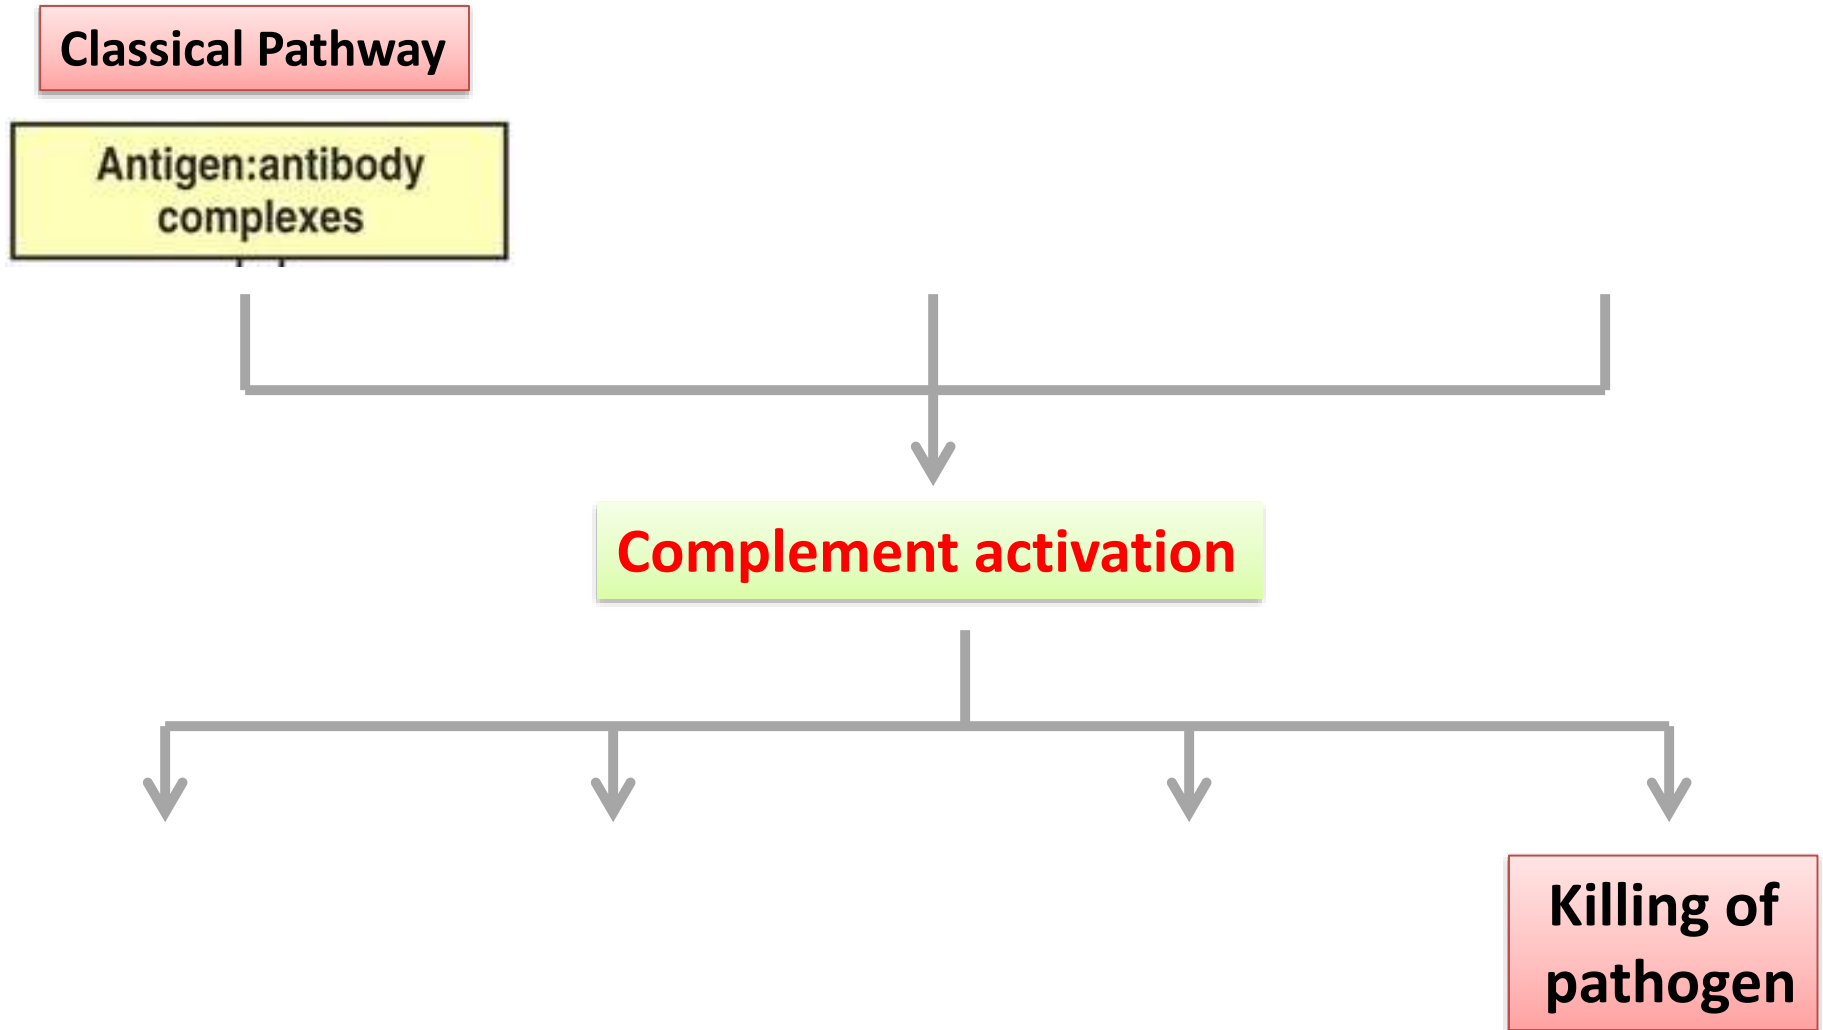 Classical Pathway
Antigen:antibody
complexes
Complement activation
Killing of
pathogen